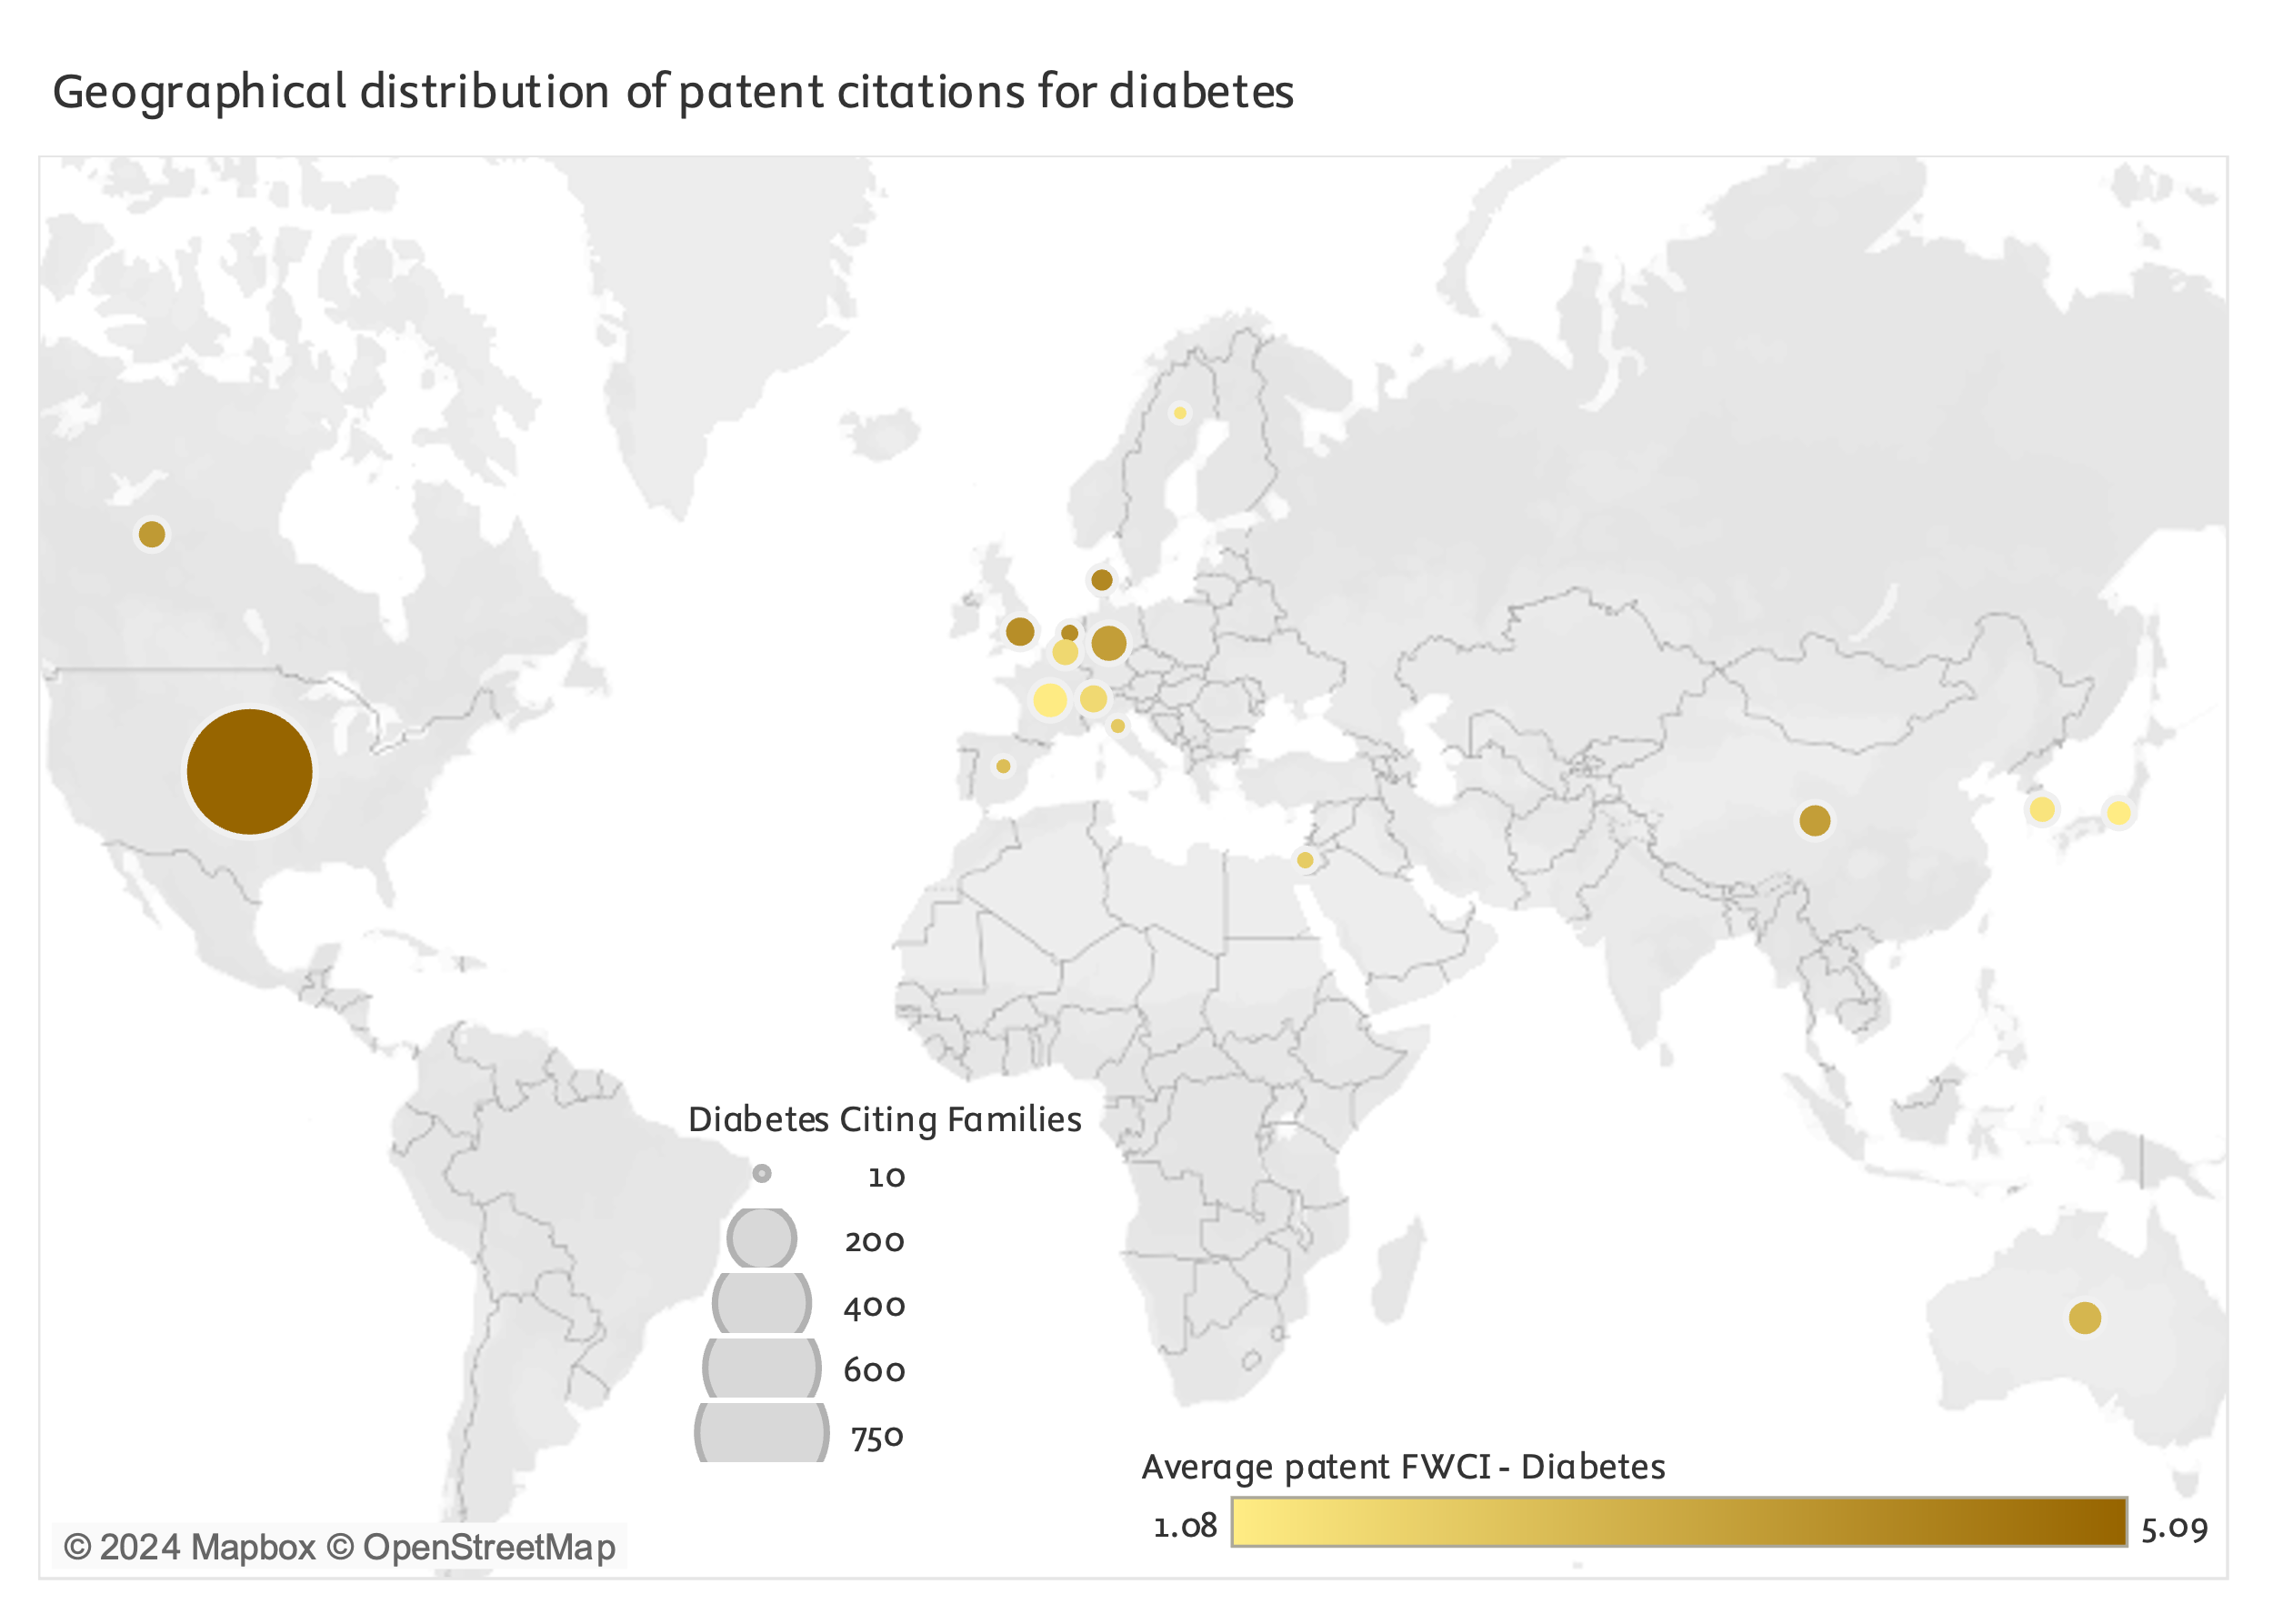 Geographical distribution of patent citations for diabetes
Diabetes Citing Families
10
200
400
600
750
Average patent FWCI - Diabetes
1.08
5.09
© 2024 Mapbox © OpenStreetMap